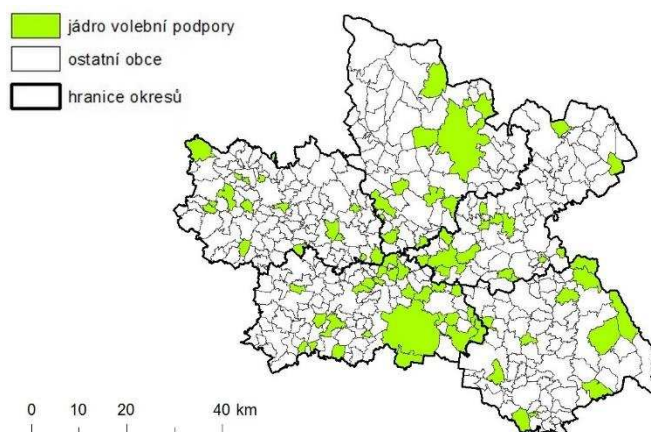 jádro volební podpory
ostatní obce
hranice okresů
0 10 20 40 km